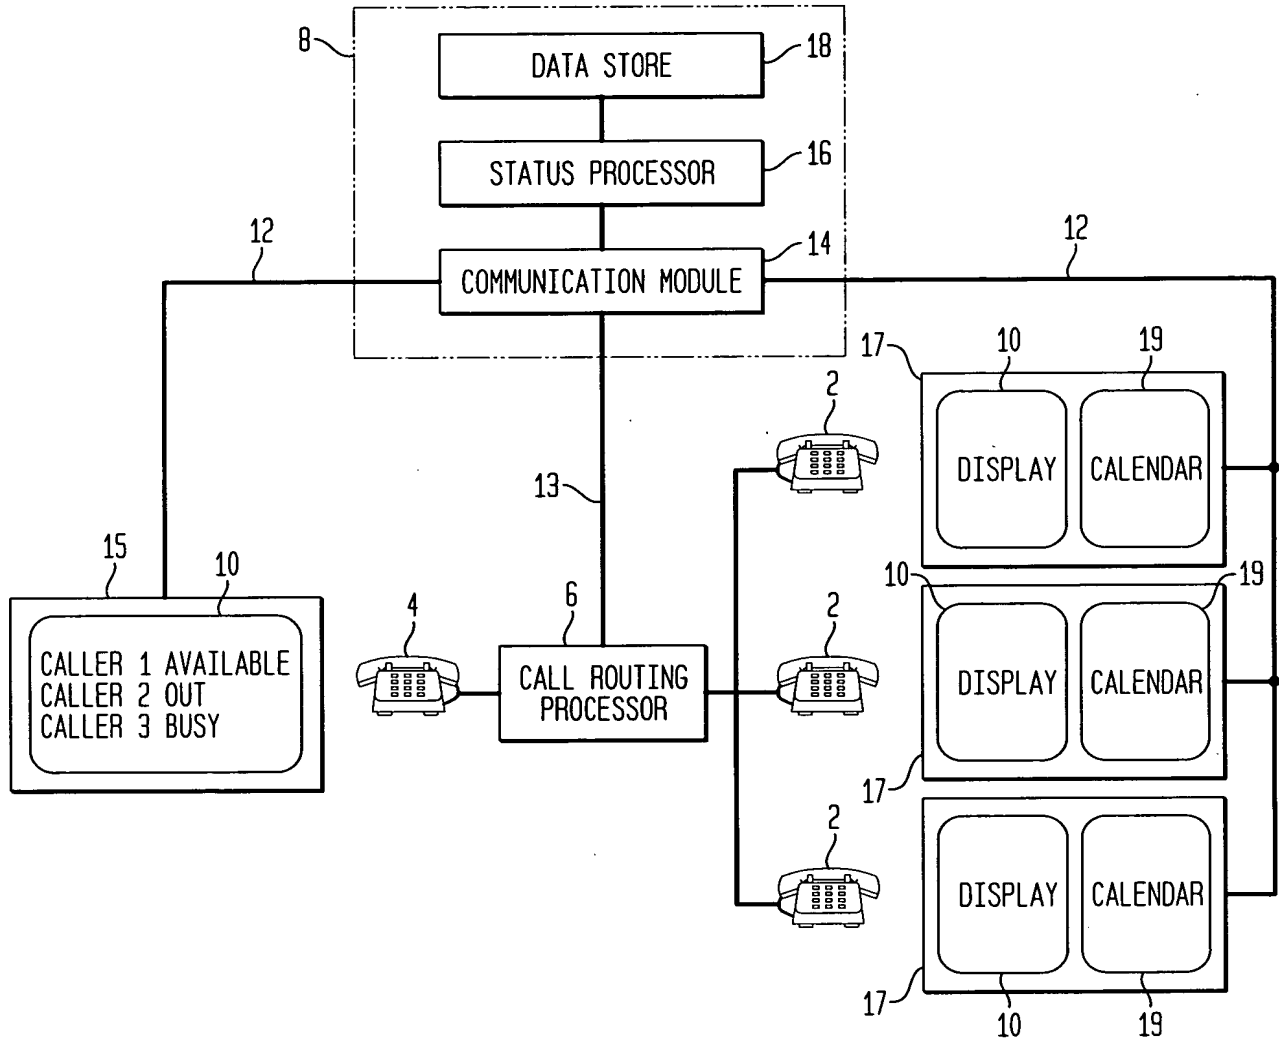 8
DATA STORE
18
STATUS PROCESSOR
16
12
COMMUNICATION MODULE
14
12
17
10
19
DISPLAY
CALENDAR
2
13
15
10
CALLER 1 AVAILABLE
CALLER 2 OUT
CALLER 3 BUSY
4
6
CALL ROUTING
PROCESSOR
2
10
19
DISPLAY
CALENDAR
17
2
DISPLAY
CALENDAR
17
10
19